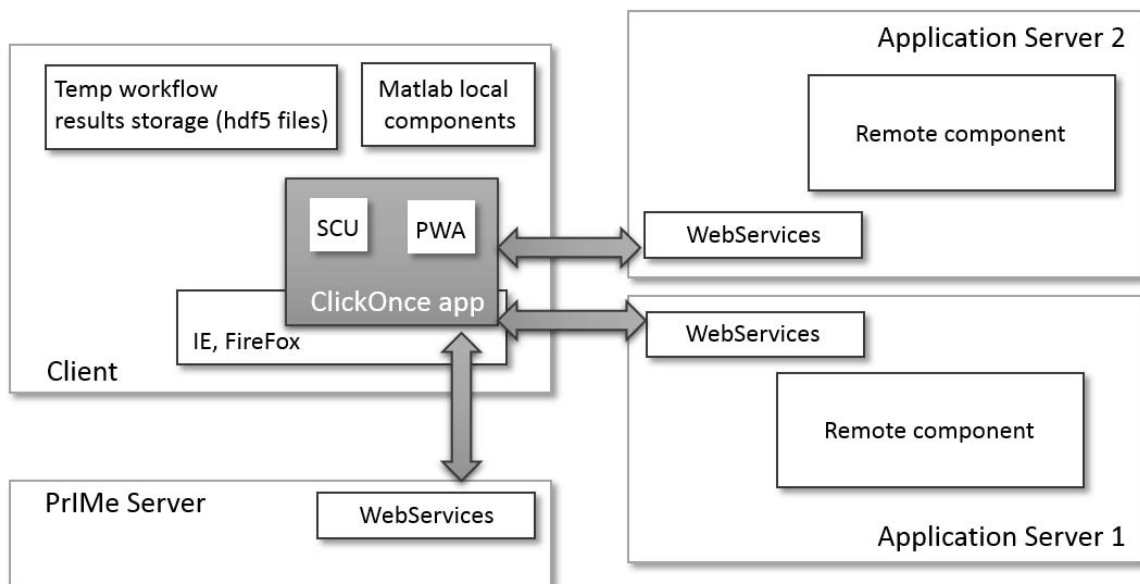 Temp workflow
results storage (hdf5 files)
Matlab local
components
SCU
PWA
ClickOnce app
IE, FireFox
Client
PrIMe Server
WebServices
Application Server 2
Remote component
WebServices
WebServices
Remote component
Application Server 1